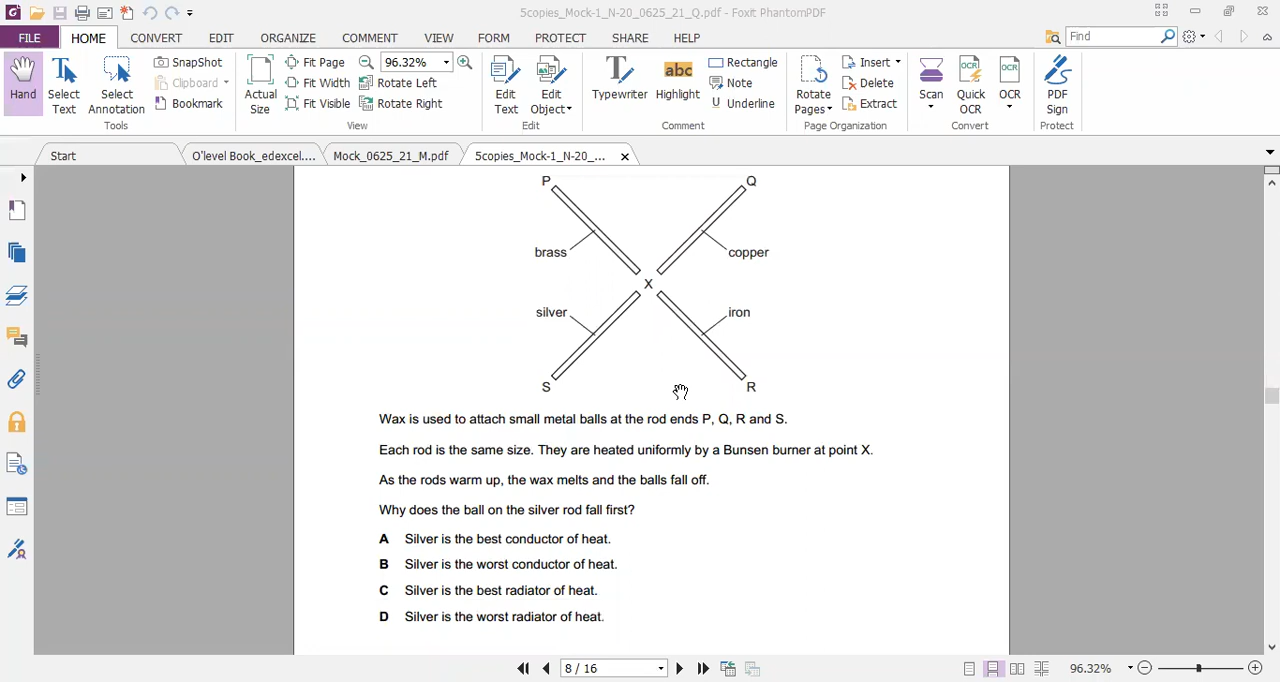 5copies_Mock-1_N-20_0625_21_Q.pdf - Foxit PhantomPDF
FILE HOME CONVERT EDIT ORGANIZE COMMENT VIEW FORM PROTECT SHARE HELP Find
Hand Select Text Select Annotation SnapShot Clipboard Bookmark Tools
Actual Size Fit Page Fit Width Fit Visible 96.32% Rotate Left Rotate Right View
Edit Text Edit Object Edit
Typewriter abc Highlight Rectangle Note U Underline Comment
Rotate Pages Insert Delete Extract Page Organization
Scan OCR Quick OCR OCR OCR Convert
PDF Sign Protect
Start O'level Book_edexcel.... Mock_0625_21_M.pdf 5copies_Mock-1_N-20_...
P Q
brass copper
X
silver iron
S R
Wax is used to attach small metal balls at the rod ends P, Q, R and S.
Each rod is the same size. They are heated uniformly by a Bunsen burner at point X.
As the rods warm up, the wax melts and the balls fall off.
Why does the ball on the silver rod fall first?
A Silver is the best conductor of heat.
B Silver is the worst conductor of heat.
C Silver is the best radiator of heat.
D Silver is the worst radiator of heat.
8 / 16 96.32%